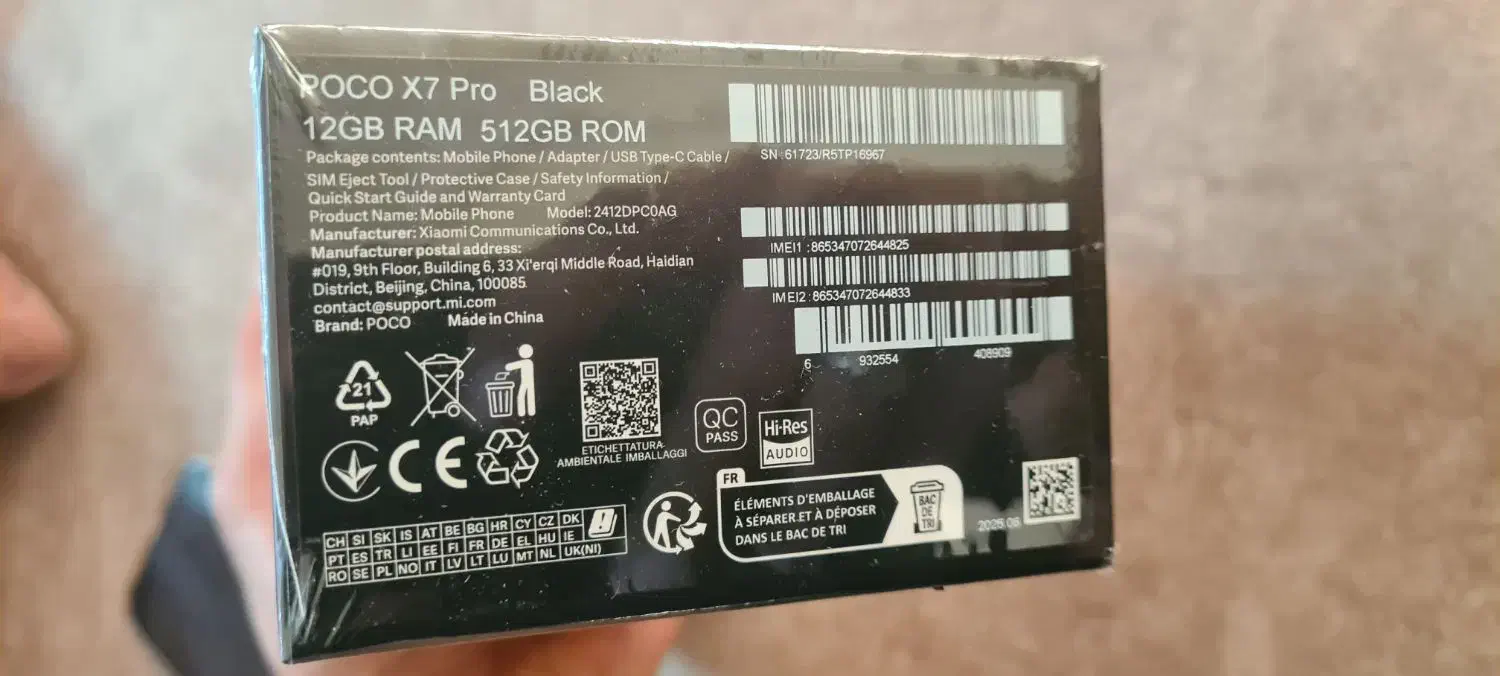 POCO X7 Pro Black
12GB RAM 512GB ROM
Package contents: Mobile Phone / Adapter / USB Type-C Cable /
SIM Eject Tool / Protective Case / Safety Information /
Quick Start Guide and Warranty Card
Product Name: Mobile Phone Model: 2412DPC0AG
Manufacturer: Xiaomi Communications Co., Ltd.
Manufacturer postal address:
#019, 9th Floor, Building 6, 33 Xi'erqi Middle Road, Haidian
District, Beijing, China, 100085
contact@support.mi.com
Brand: POCO Made in China
SN :61723/R5TP16967
IMEI1 :865347072644825
IMEI2 :865347072644833
6 932554 408909
21
PAP
ETICHETTATURA
AMBIENTALE IMBALLAGGI
QC
PASS
Hi-Res
AUDIO
CE
CH SI SK IS AT BE BG HR CY CZ DK
PT ES TR LI EE FI FR DE EL HU IE
RO SE PL NO IT LV LT LU MT NL UK(NI)
FR
ÉLÉMENTS D'EMBALLAGE
À SÉPARER ET À DÉPOSER
DANS LE BAC DE TRI
BAC
DE
TRI
2025.06